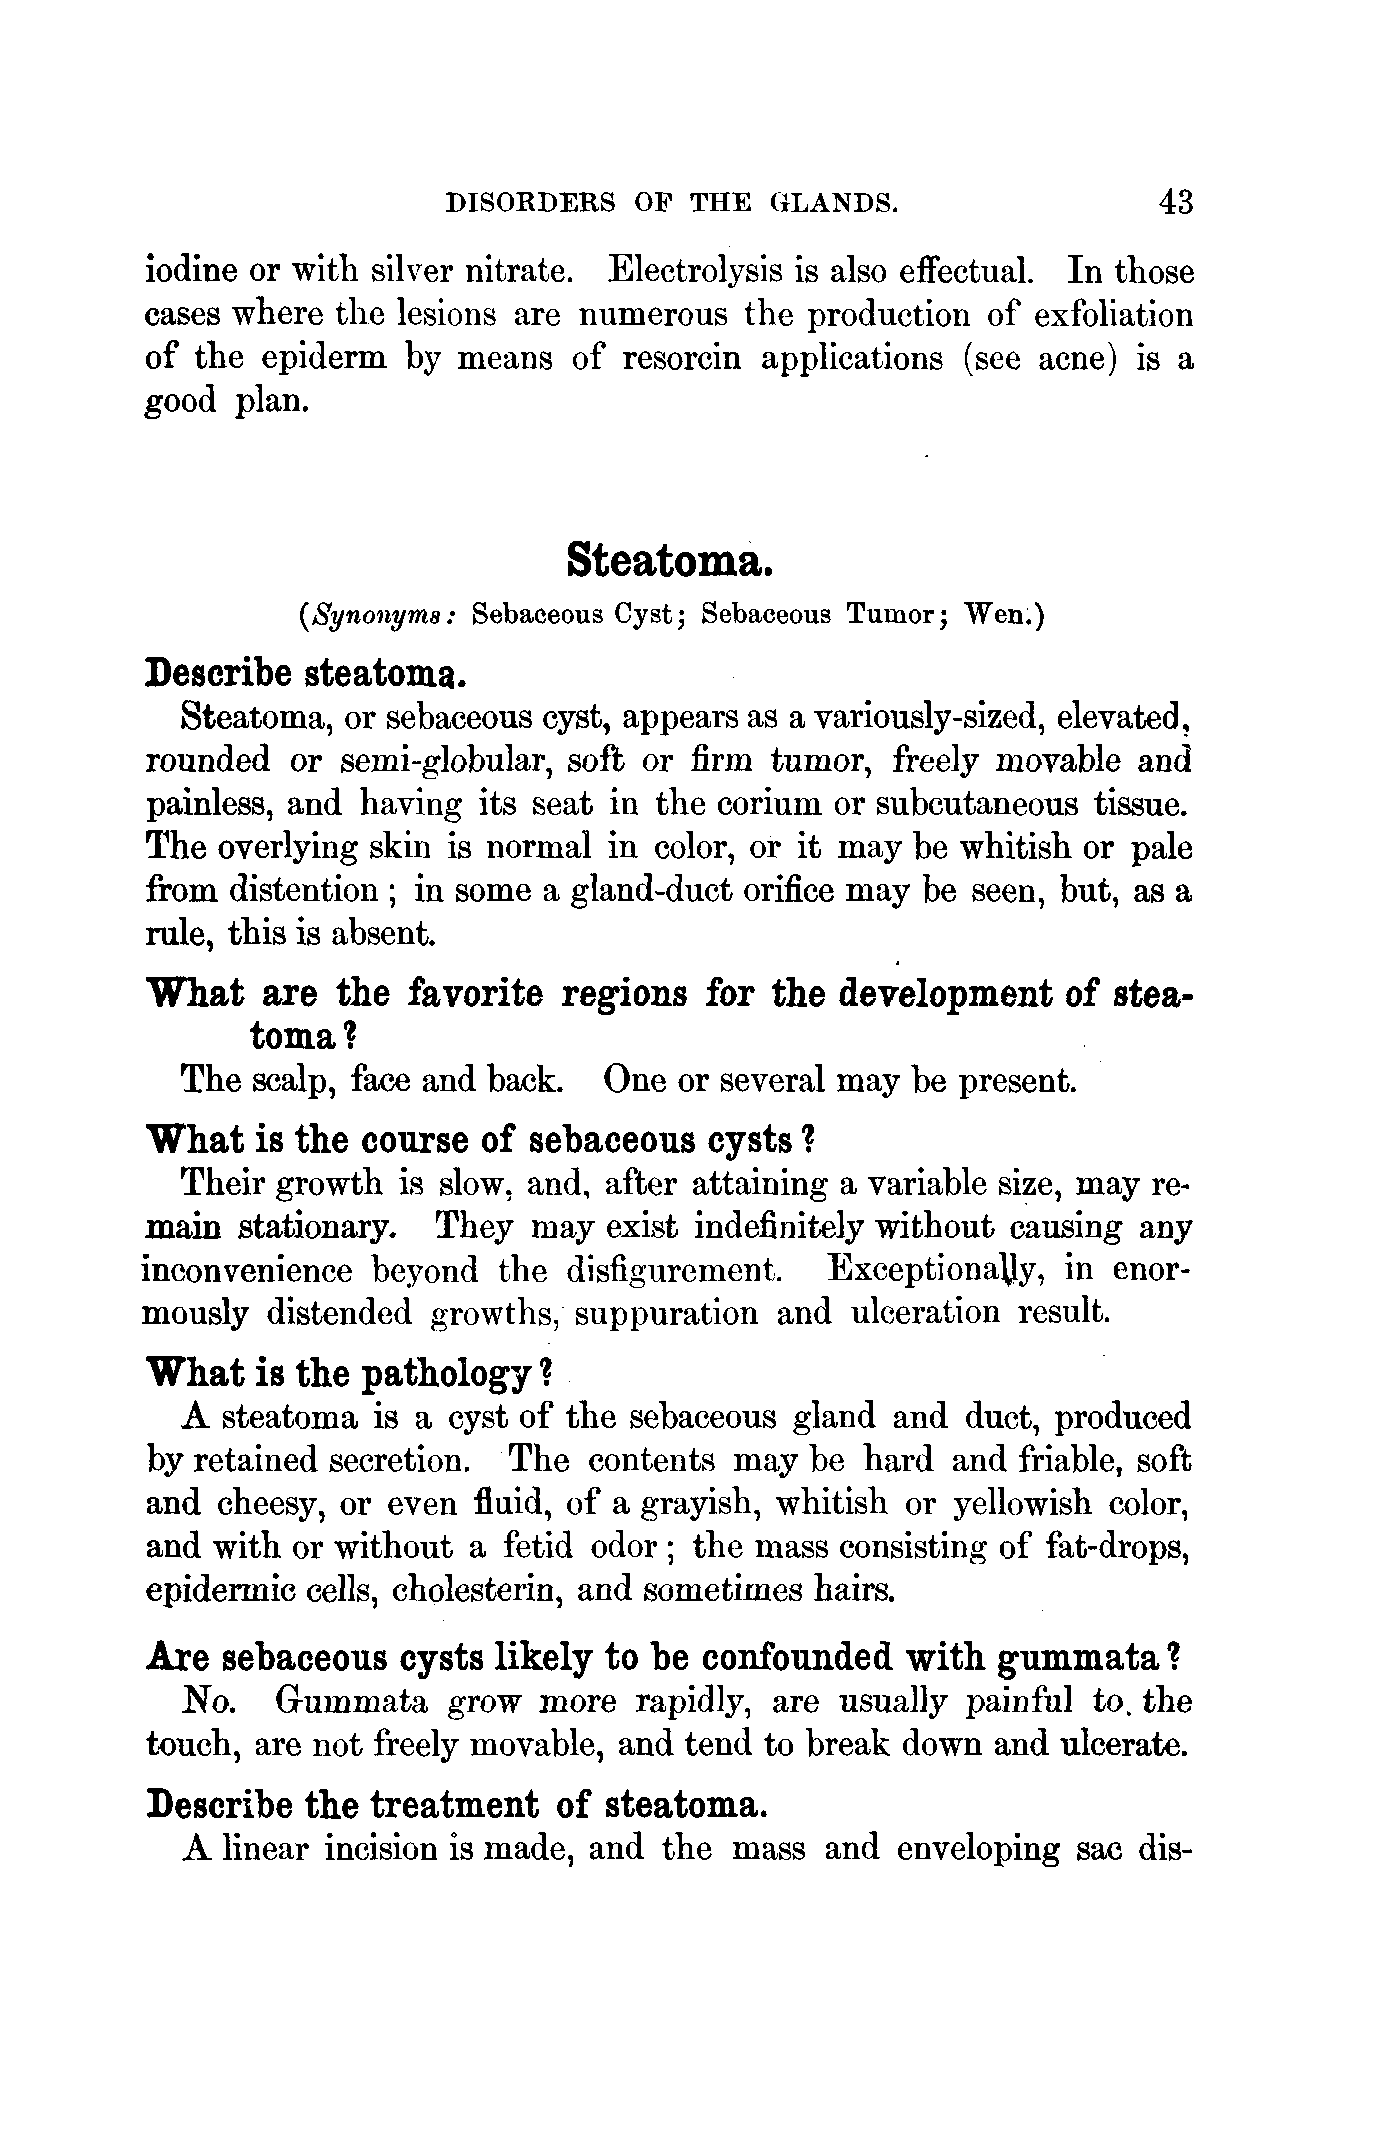 DISORDERS OF THE GLANDS. 43
iodine or with silver nitrate. Electrolysis is also effectual. In those
cases where the lesions are numerous the production of exfoliation
of the epiderm by means of resorcin applications (see acne) is a
good plan.
Steatoma.
(Synonyms: Sebaceous Cyst; Sebaceous Tumor; Wen.)
Describe steatoma.
Steatoma, or sebaceous cyst, appears as a variously-sized, elevated,
rounded or semi-globular, soft or firm tumor, freely movable and
painless, and having its seat in the corium or subcutaneous tissue.
The overlying skin is normal in color, or it may be whitish or pale
from distention ; in some a gland-duct orifice may be seen, but, as a
rule, this is absent.
What are the favorite regions for the development of stea-
toma ?
The scalp, face and back. One or several may be present.
What is the course of sebaceous cysts ?
Their growth is slow, and, after attaining a variable size, may re-
main stationary. They may exist indefinitely without causing any
inconvenience beyond the disfigurement. Exceptionally, in enor-
mously distended growths, suppuration and ulceration result.
What is the pathology ?
A steatoma is a cyst of the sebaceous gland and duct, produced
by retained secretion. The contents may be hard and friable, soft
and cheesy, or even fluid, of a grayish, whitish or yellowish color,
and with or without a fetid odor ; the mass consisting of fat-drops,
epidermic cells, cholesterin, and sometimes hairs.
Are sebaceous cysts likely to be confounded with gummata ?
No. Gummata grow more rapidly, are usually painful to the
touch, are not freely movable, and tend to break down and ulcerate.
Describe the treatment of steatoma.
A linear incision is made, and the mass and enveloping sac dis-